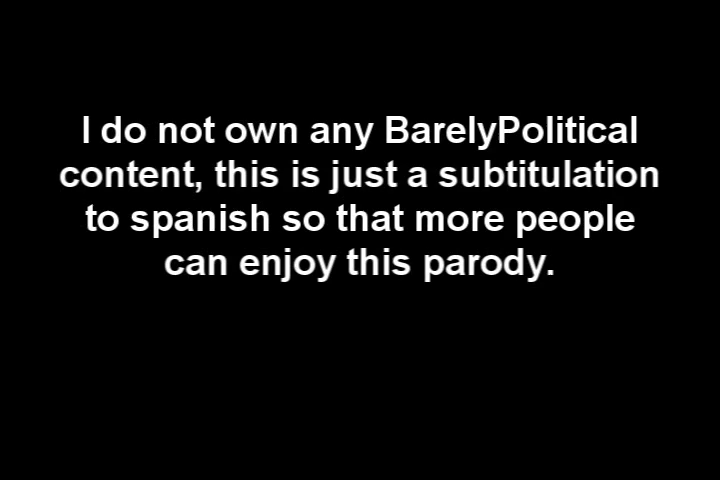 I do not own any BarelyPolitical
content, this is just a subtitulation
to spanish so that more people
can enjoy this parody.